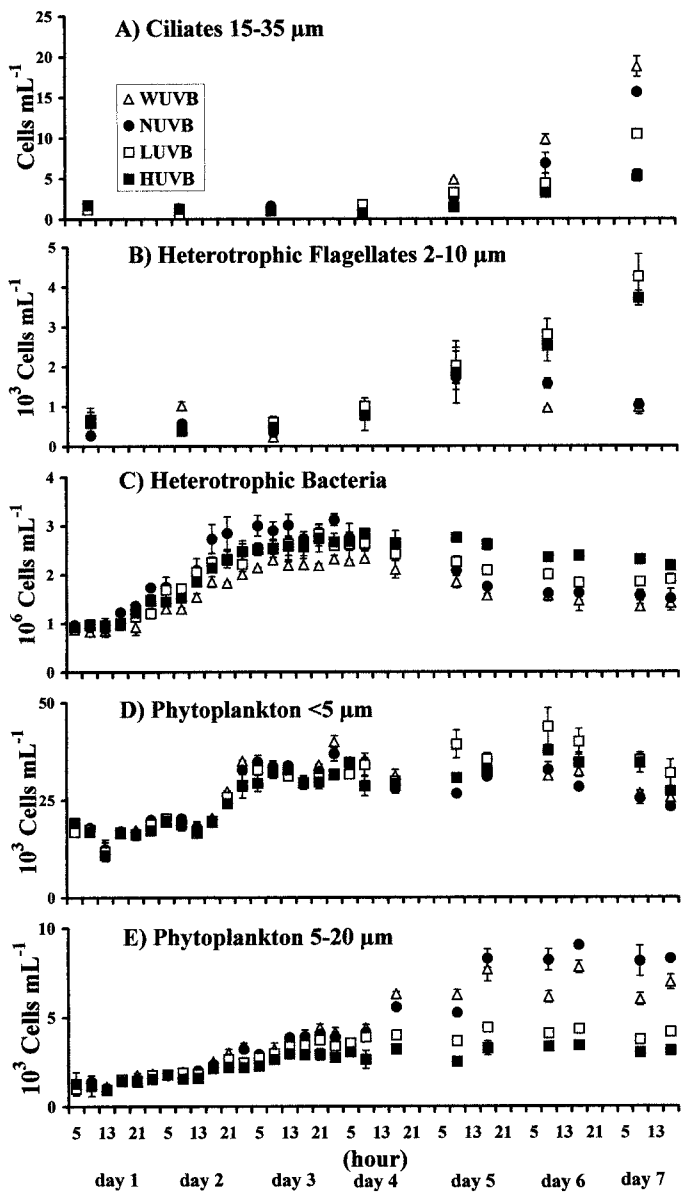 A) Ciliates 15-35 μm
25
20
15
10
5
0
Cells mL⁻¹
WUVB
NUVB
LUVB
HUVB
B) Heterotrophic Flagellates 2-10 μm
5
4
3
2
1
0
10³ Cells mL⁻¹
C) Heterotrophic Bacteria
4
3
2
1
0
10⁶ Cells mL⁻¹
D) Phytoplankton <5 μm
50
25
0
10³ Cells mL⁻¹
E) Phytoplankton 5-20 μm
10
5
0
10³ Cells mL⁻¹
5 13 21 5 13 21 5 13 21 5 13 21 5 13 21 5 13 21 5 13
(hour)
day 1 day 2 day 3 day 4 day 5 day 6 day 7